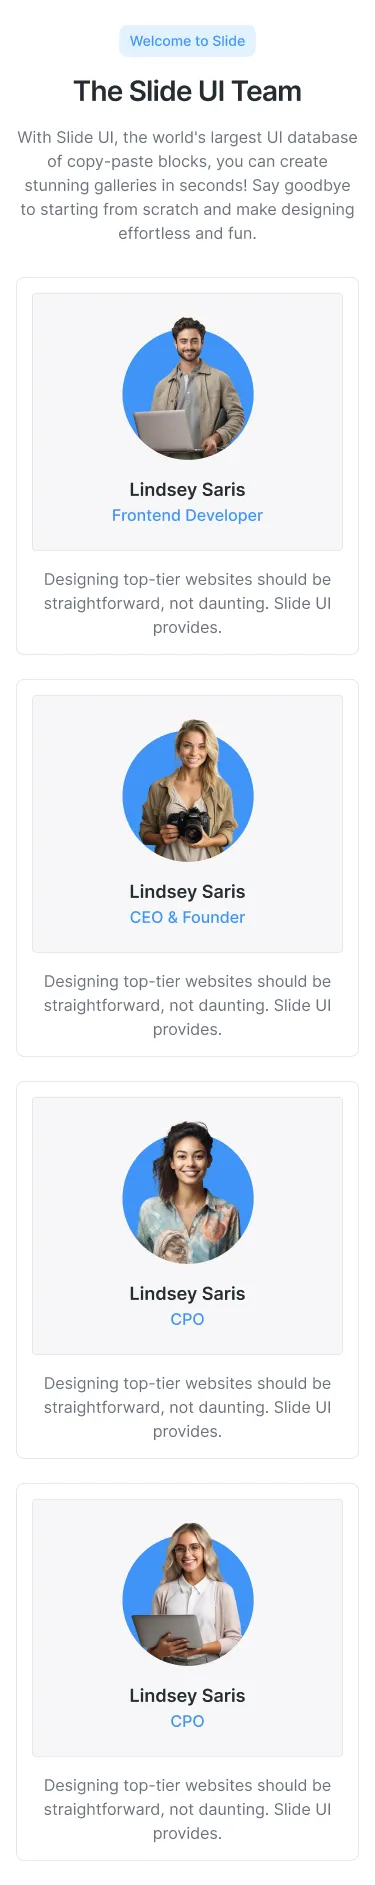 Welcome to Slide
The Slide UI Team
With Slide UI, the world's largest UI database
of copy-paste blocks, you can create
stunning galleries in seconds! Say goodbye
to starting from scratch and make designing
effortless and fun.
Lindsey Saris
Frontend Developer
Designing top-tier websites should be
straightforward, not daunting. Slide UI
provides.
Lindsey Saris
CEO & Founder
Designing top-tier websites should be
straightforward, not daunting. Slide UI
provides.
Lindsey Saris
CPO
Designing top-tier websites should be
straightforward, not daunting. Slide UI
provides.
Lindsey Saris
CPO
Designing top-tier websites should be
straightforward, not daunting. Slide UI
provides.